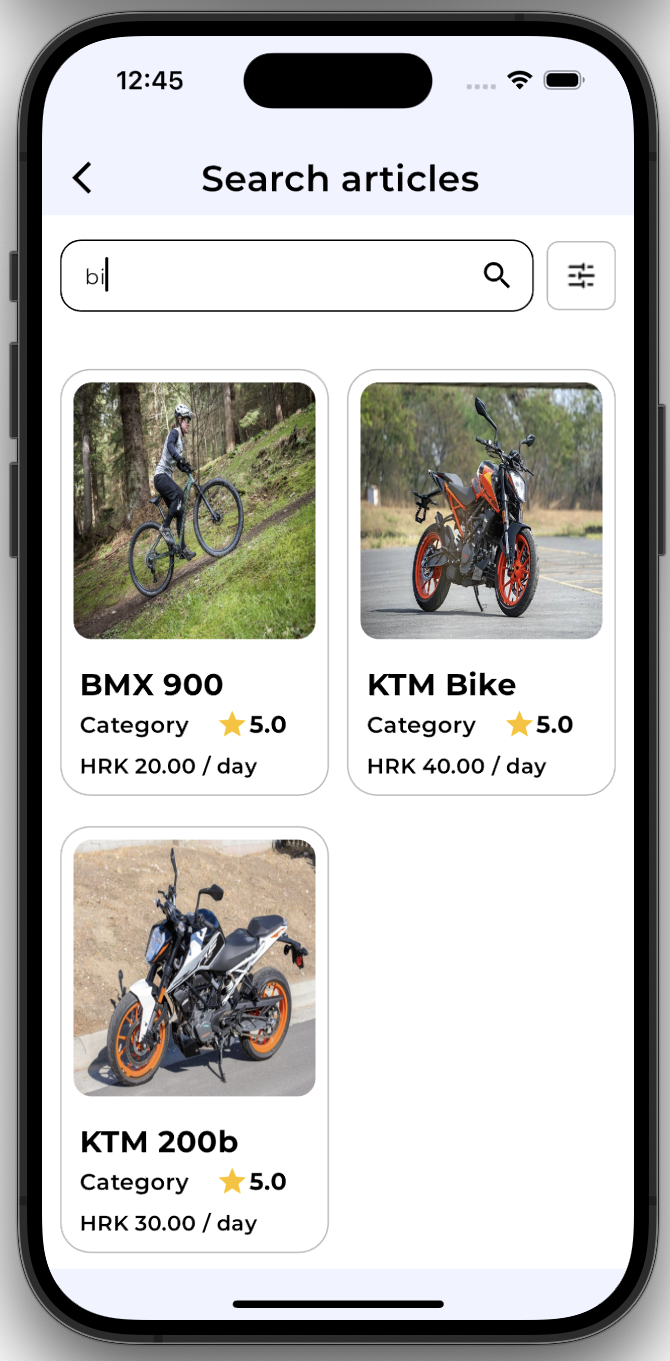 12:45
Search articles
bi
BMX 900
Category 5.0
HRK 20.00 / day
KTM Bike
Category 5.0
HRK 40.00 / day
KTM 200b
Category 5.0
HRK 30.00 / day